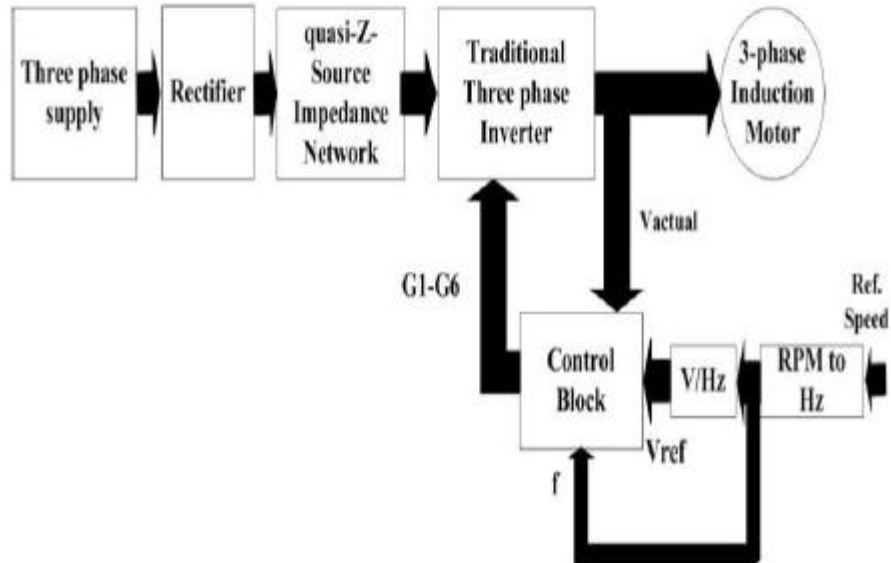 Three phase
supply
Rectifier
quasi-Z-
Source
Impedance
Network
Traditional
Three phase
Inverter
3-phase
Induction
Motor
Vactual
G1-G6
Ref.
Speed
Control
Block
V/Hz
RPM to
Hz
Vref
f